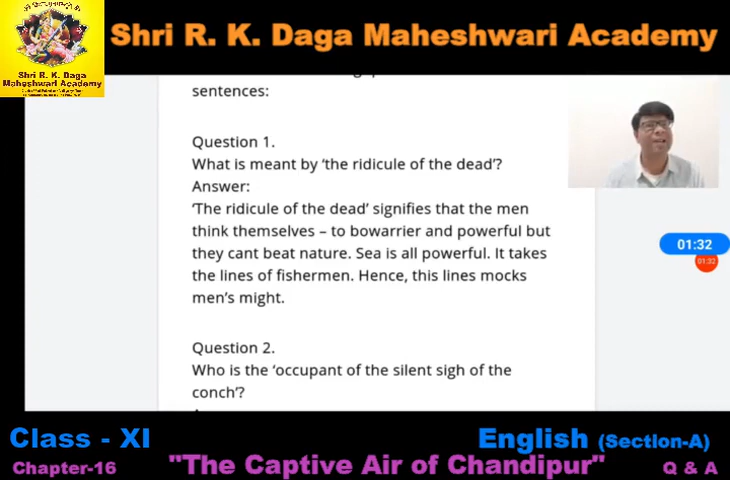 Shri R. K. Daga Maheshwari Academy
Shri R. K. Daga
Maheshwari Academy
sentences:
Question 1.
What is meant by ‘the ridicule of the dead’?
Answer:
‘The ridicule of the dead’ signifies that the men
think themselves – to bowarrier and powerful but
they cant beat nature. Sea is all powerful. It takes
the lines of fishermen. Hence, this lines mocks
men’s might.
01:32
01:32
Question 2.
Who is the ‘occupant of the silent sigh of the
conch’?
Class - XI
English (Section-A)
Chapter-16
"The Captive Air of Chandipur"
Q & A